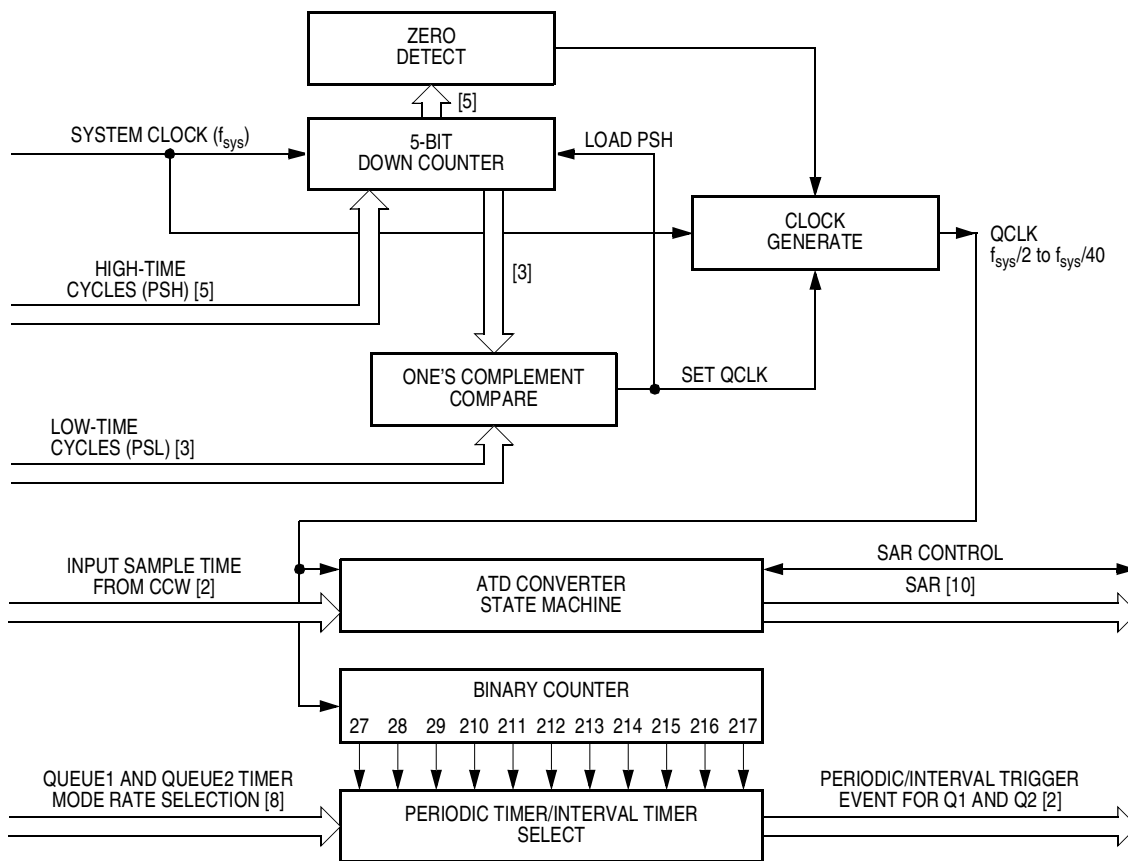 ZERO
DETECT
[5]
SYSTEM CLOCK (fsys)
5-BIT
DOWN COUNTER
LOAD PSH
CLOCK
GENERATE
QCLK
fsys/2 to fsys/40
HIGH-TIME
CYCLES (PSH) [5]
[3]
ONE'S COMPLEMENT
COMPARE
SET QCLK
LOW-TIME
CYCLES (PSL) [3]
INPUT SAMPLE TIME
FROM CCW [2]
ATD CONVERTER
STATE MACHINE
SAR CONTROL
SAR [10]
BINARY COUNTER
27 28 29 210 211 212 213 214 215 216 217
QUEUE1 AND QUEUE2 TIMER
MODE RATE SELECTION [8]
PERIODIC TIMER/INTERVAL TIMER
SELECT
PERIODIC/INTERVAL TRIGGER
EVENT FOR Q1 AND Q2 [2]